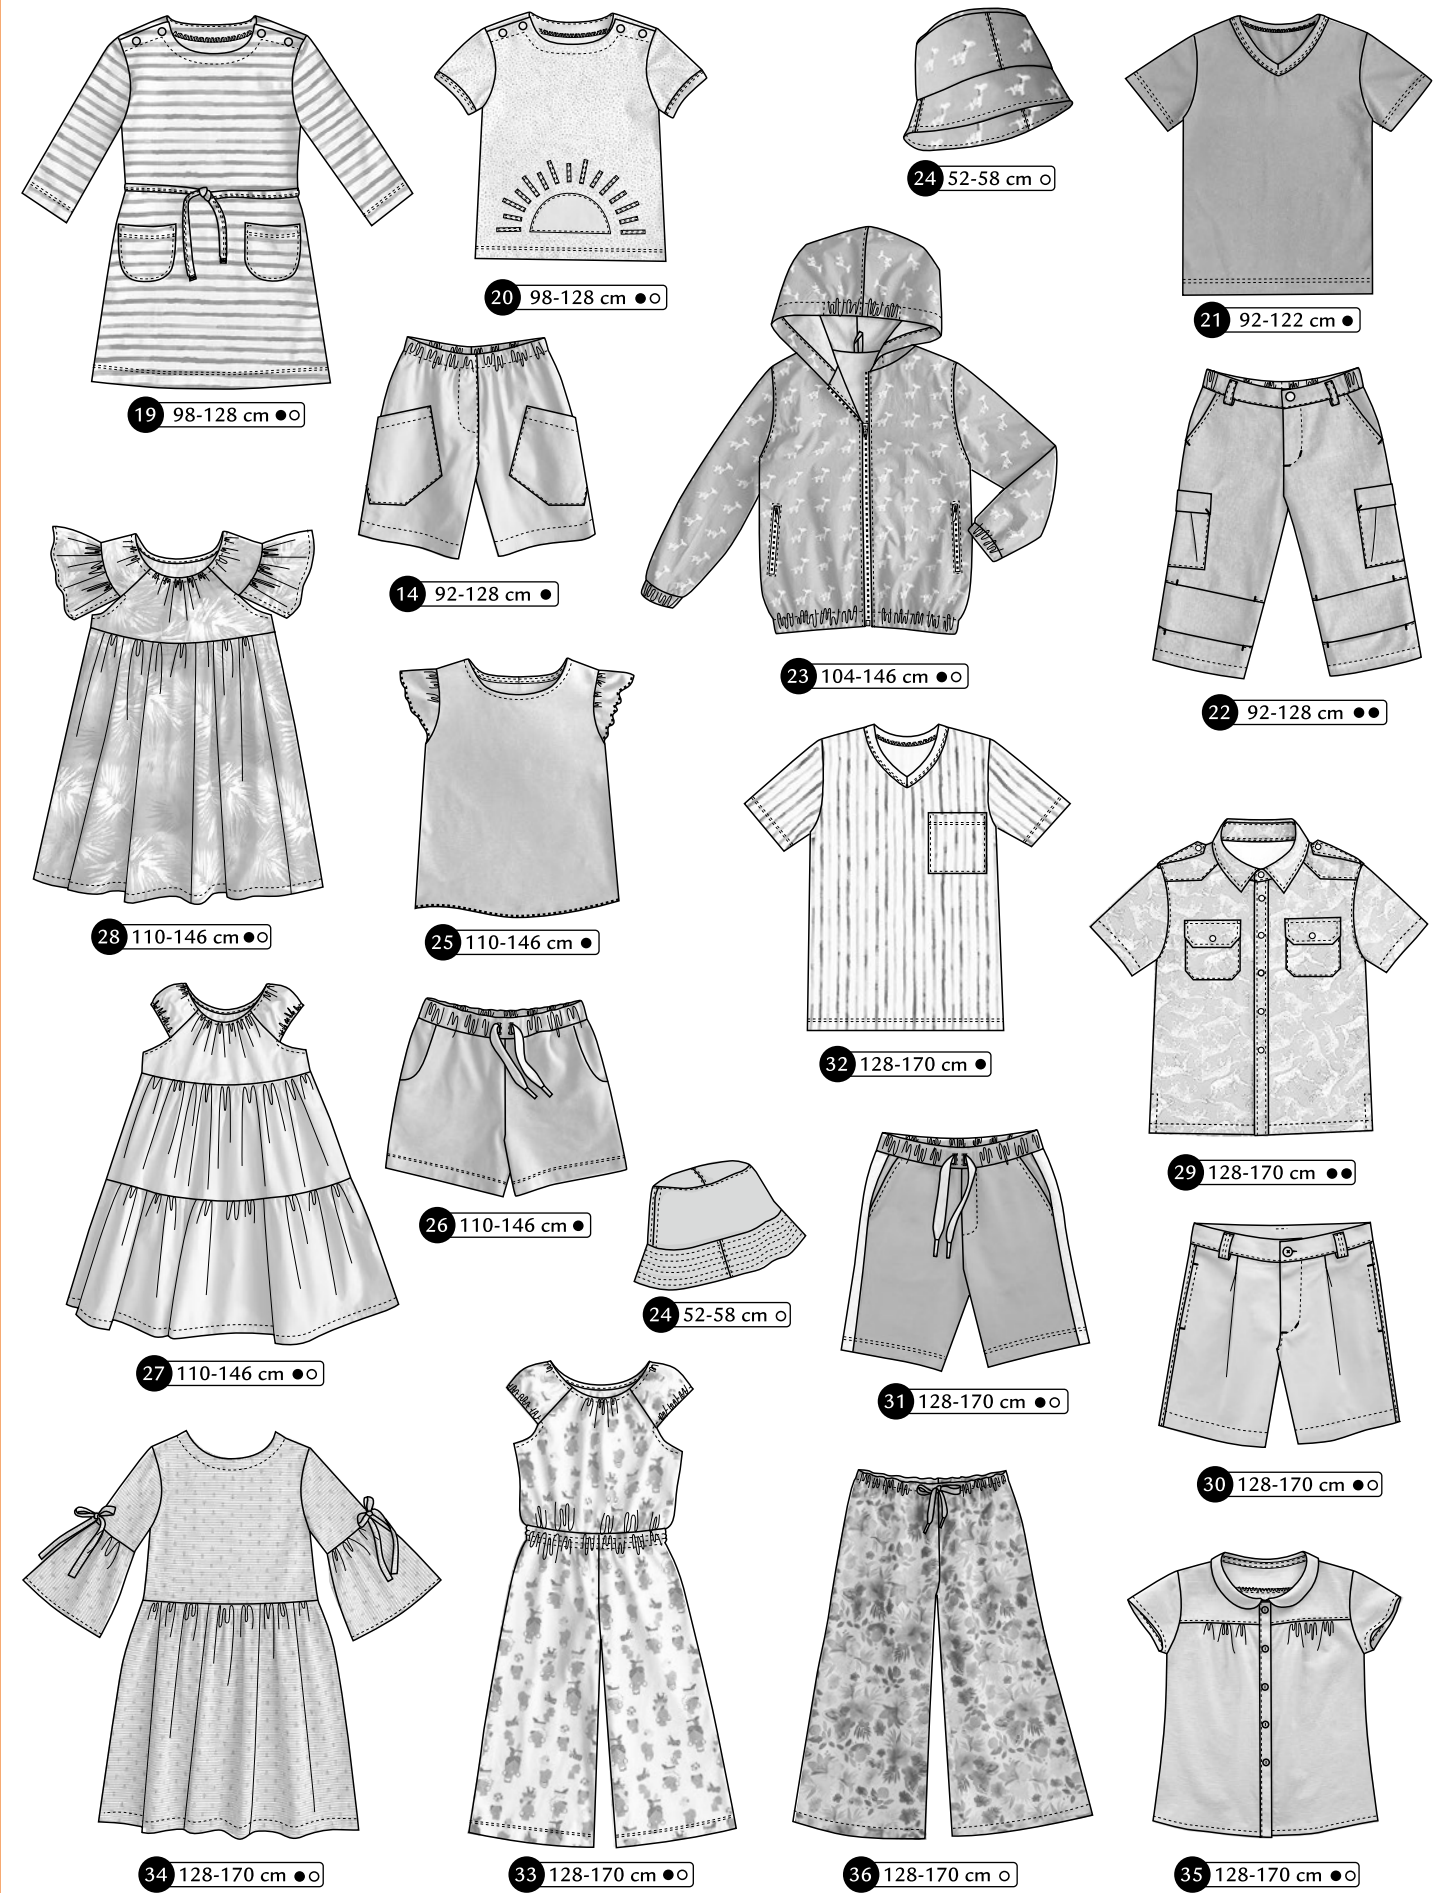 24 52-58 cm ○
20 98-128 cm ●○
21 92-122 cm ●
19 98-128 cm ●○
14 92-128 cm ●
23 104-146 cm ●○
22 92-128 cm ●●
28 110-146 cm ●○
25 110-146 cm ●
32 128-170 cm ●
29 128-170 cm ●●
26 110-146 cm ●
24 52-58 cm ○
27 110-146 cm ●○
31 128-170 cm ●○
30 128-170 cm ●○
34 128-170 cm ●○
33 128-170 cm ●○
36 128-170 cm ○
35 128-170 cm ●○